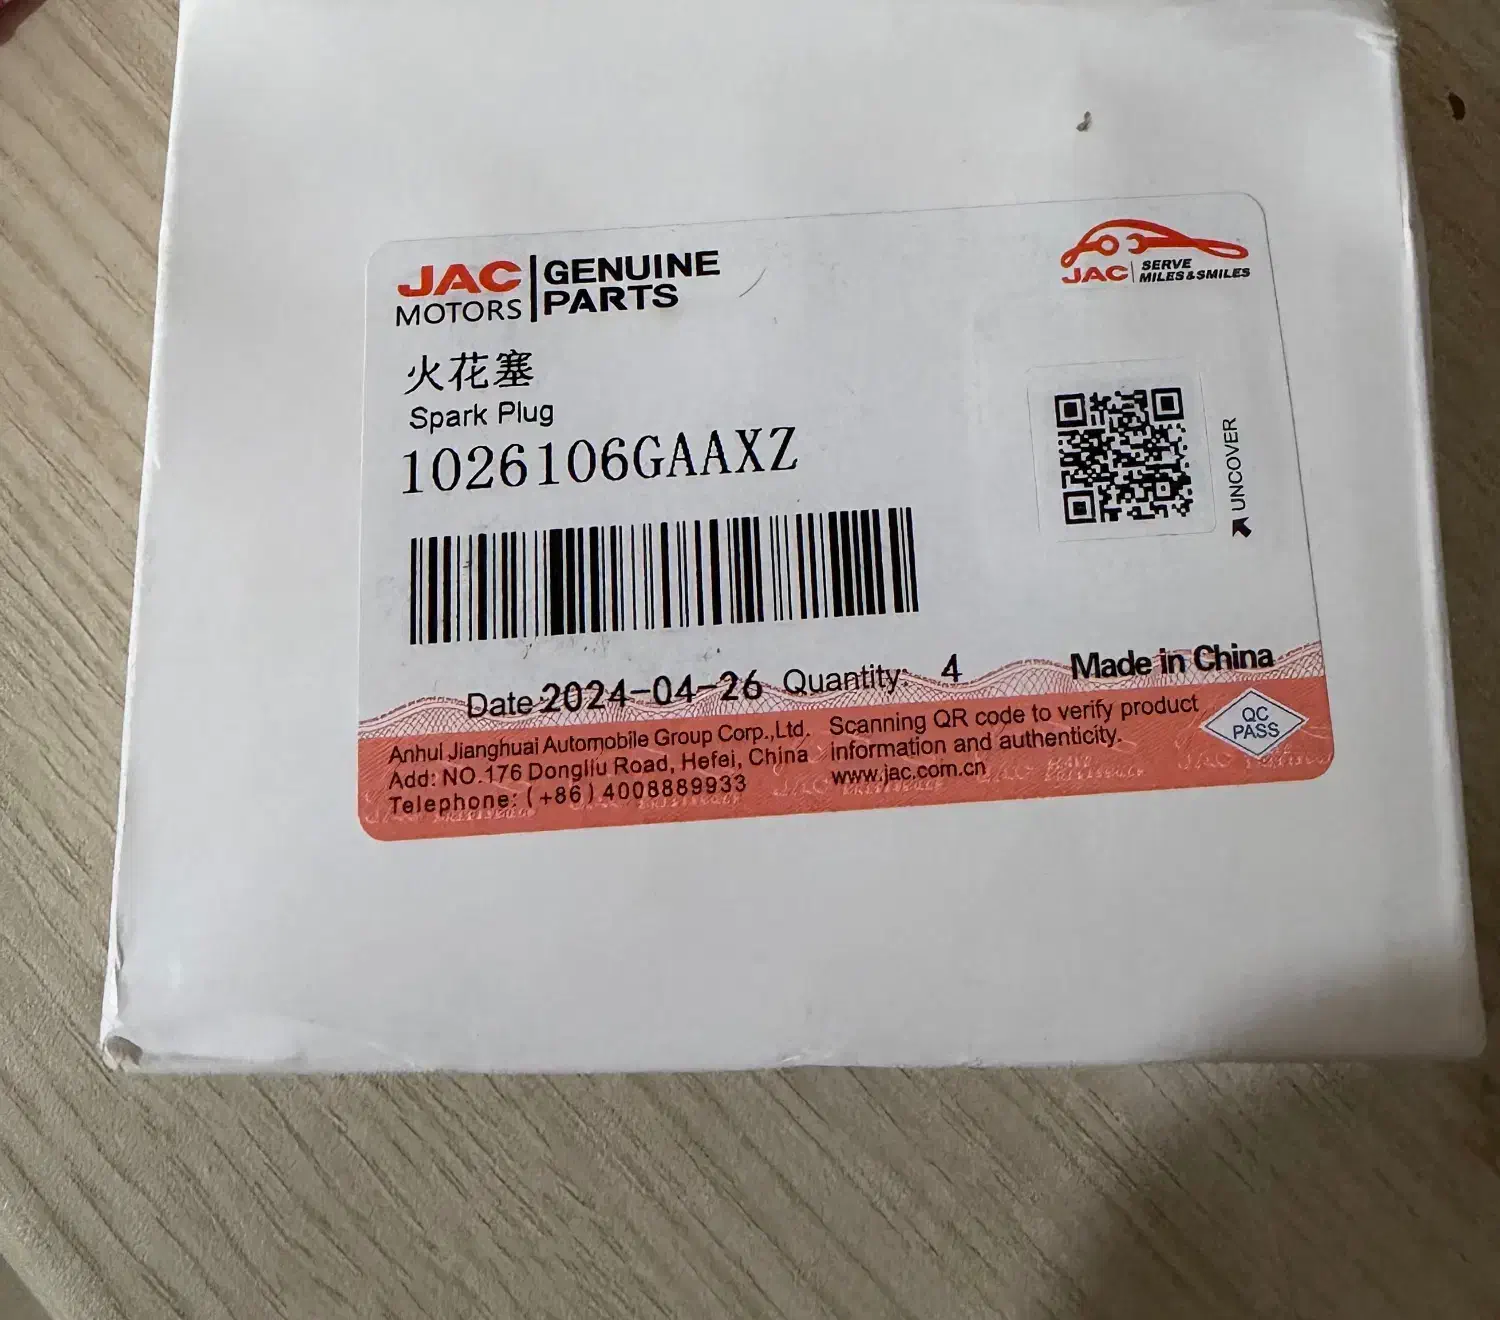 JAC
MOTORS
GENUINE
PARTS
JAC
SERVE
MILES&SMILES
火花塞
Spark Plug
1026106GAAXZ
UNCOVER
Date:2024-04-26 Quantity: 4
Made in China
Anhui Jianghuai Automobile Group Corp.,Ltd.
Add: NO.176 Dongliu Road, Hefei, China
Telephone: (+86) 4008889933
Scanning QR code to verify product
information and authenticity.
www.jac.com.cn
QC
PASS